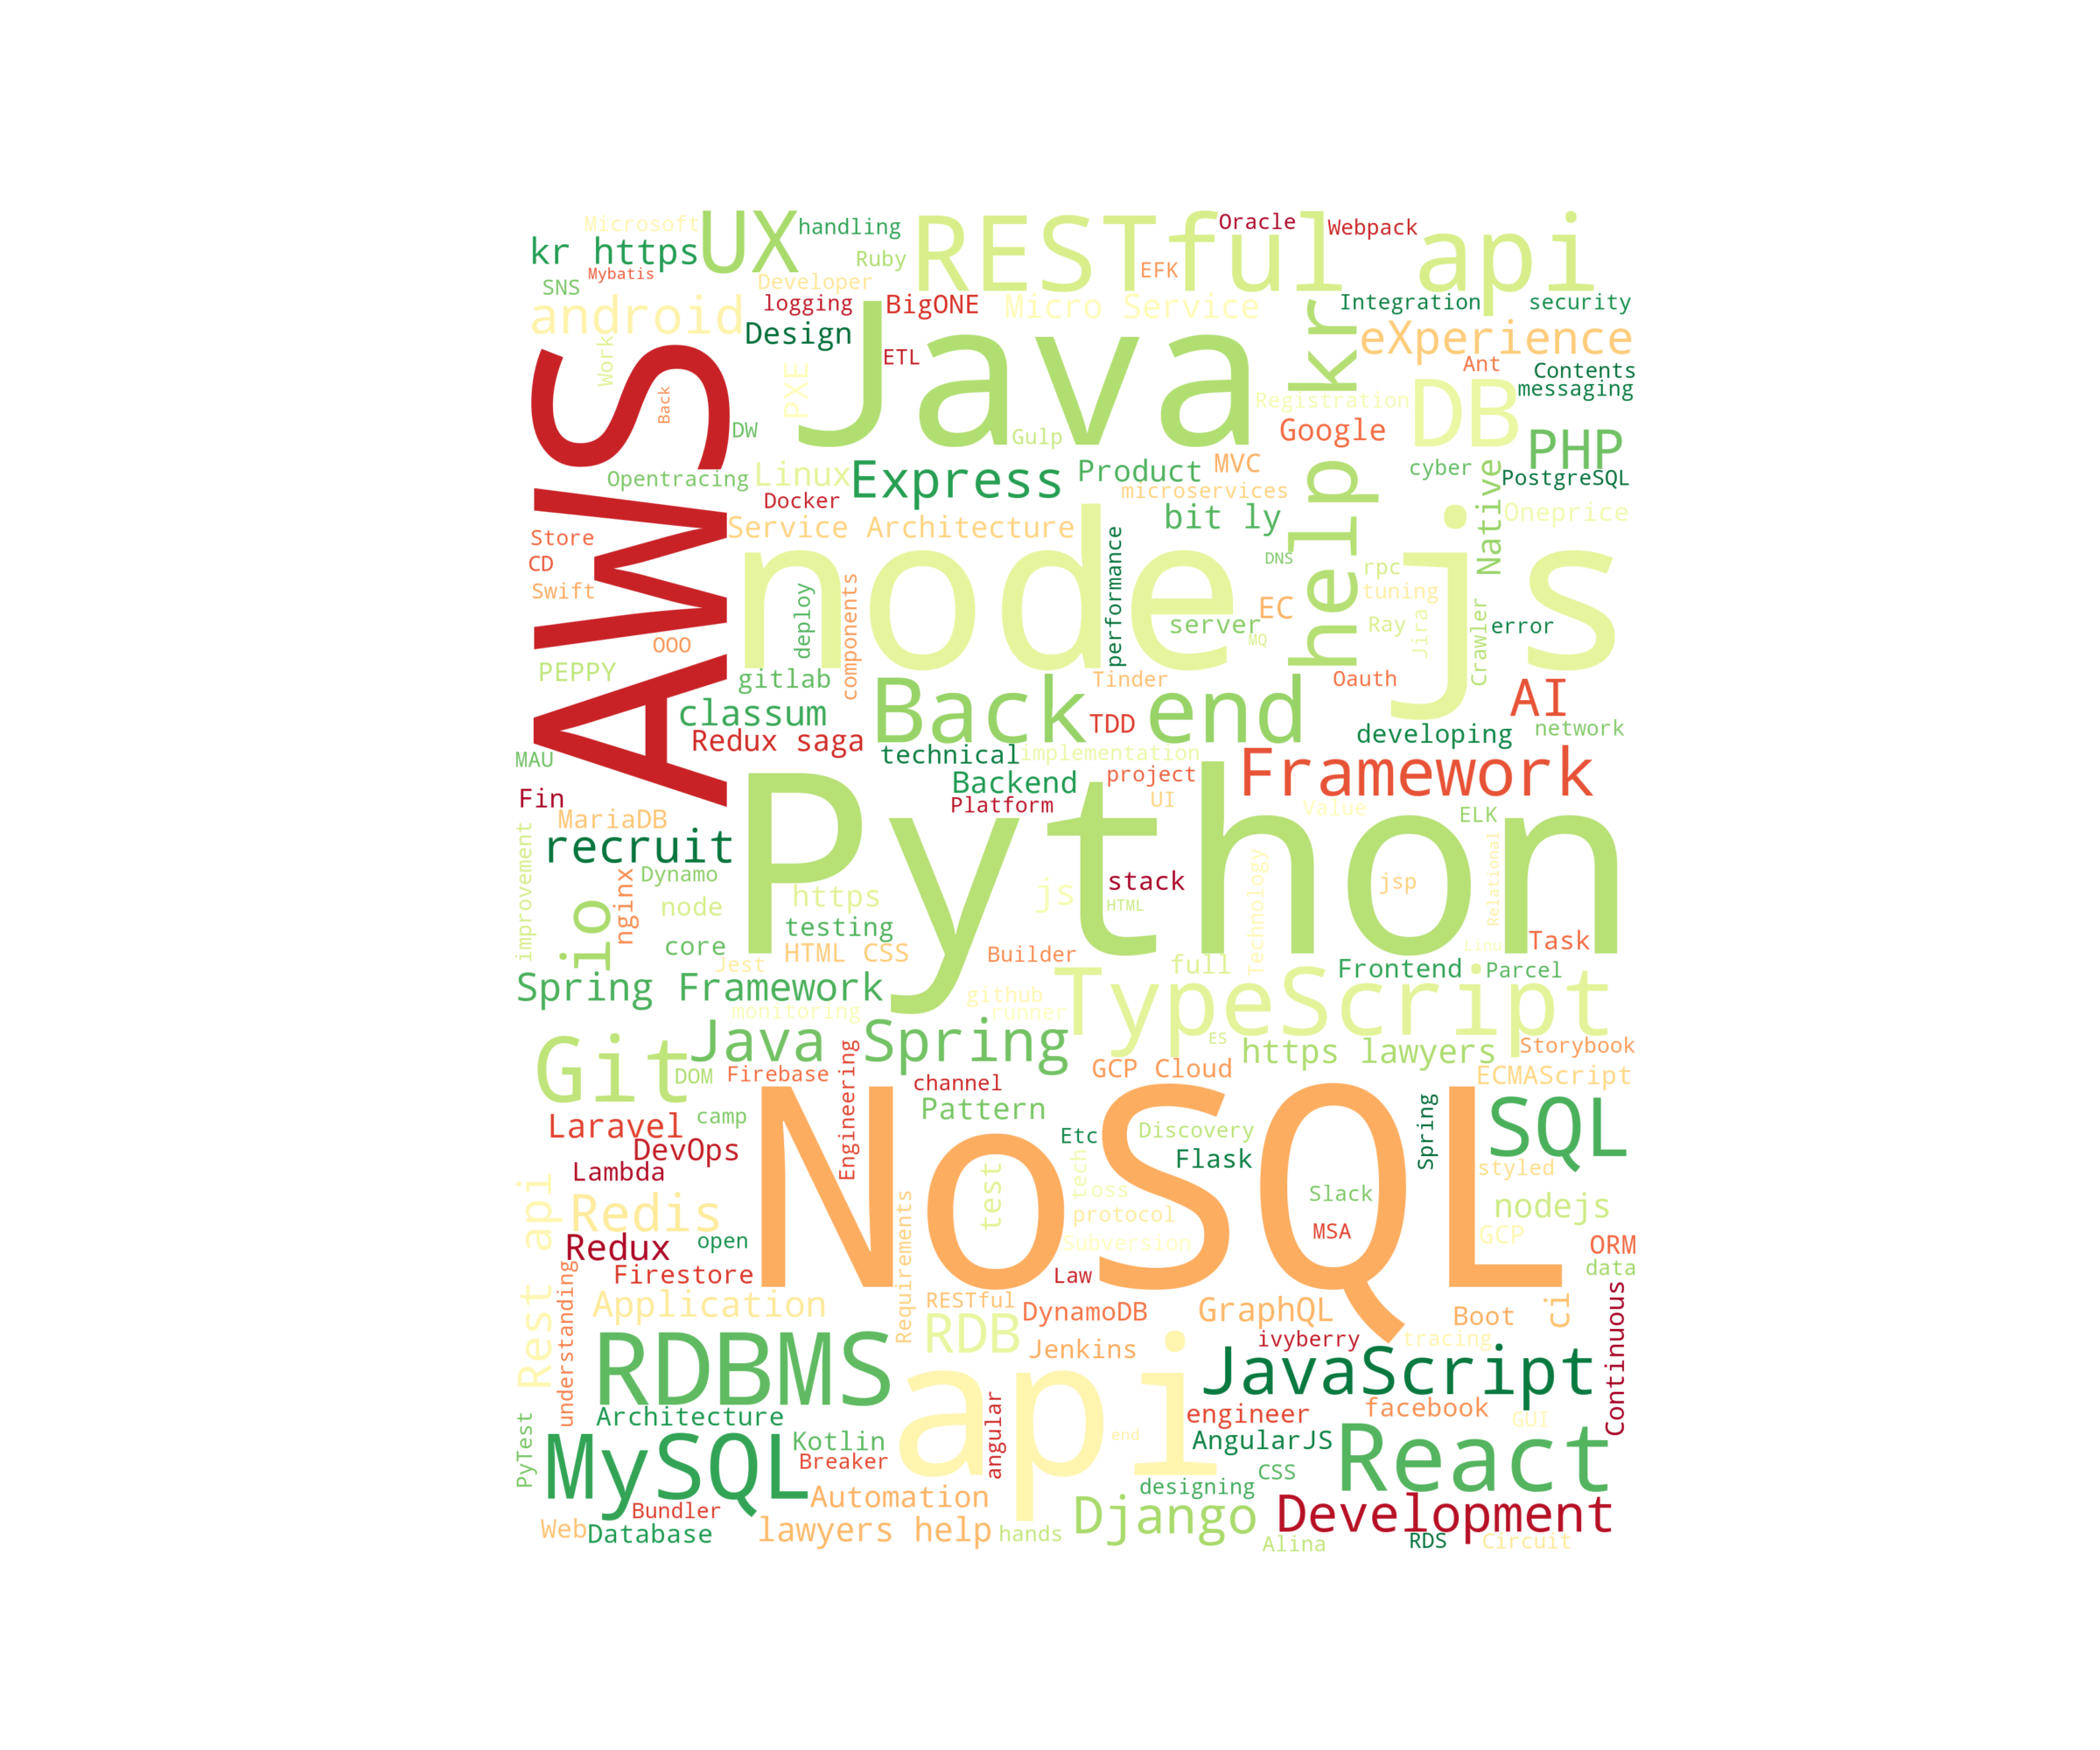 Microsoft
UX
handling
RESTful api
Oracle
Webpack
kr https
Mybatis
Ruby
EFK
SNS
Developer
android
logging
BigONE
Micro Service
Integration
security
Design
Java
help kr
eXperience
Work
ETL
Ant
Contents
messaging
AWS
Back
PXE
Registration
DB
DW
Gulp
Google
PHP
Opentracing
Linux
Express
Product
MVC
cyber
Native
PostgreSQL
Docker
microservices
Service Architecture
bit ly
Oneprice
Store
CD
Swift
node js
performance
DNS
rpc
tuning
deploy
components
EC
server
MQ
Ray
Jira
Crawler
error
OOO
PEPPY
gitlab
Tinder
Oauth
AI
classum
Back end
TDD
developing
network
Redux saga
technical
implementation
MAU
Backend
project
Framework
Fin
Platform
UI
Value
ELK
MariaDB
Python
recruit
improvement
Dynamo
nginx
io
node
https
js
stack
HTML
Technology
jsp
Relational
testing
core
HTML CSS
Builder
Linu
Task
Jest
full
Frontend
Parcel
Spring Framework
github
runner
TypeScript
monitoring
Git
Java Spring
ES
https lawyers
Storybook
DOM
Firebase
Engineering
channel
GCP Cloud
ECMAScript
Laravel
camp
Pattern
NoSQL
Etc
Discovery
Spring
SQL
DevOps
Flask
Lambda
test
tech
styled
Rest api
Redis
Requirements
oss
Slack
nodejs
protocol
Redux
open
Subversion
MSA
GCP
ORM
Firestore
understanding
Law
data
Application
RESTful
DynamoDB
GraphQL
Boot
ci
Continuous
RDBMS
RDB
Jenkins
ivyberry
tracing
api
JavaScript
Architecture
angular
engineer
facebook
GUI
PyTest
MySQL
Kotlin
end
AngularJS
React
Breaker
CSS
Automation
designing
Bundler
Development
Web
Database
lawyers help
hands
Django
Alina
RDS
Circuit